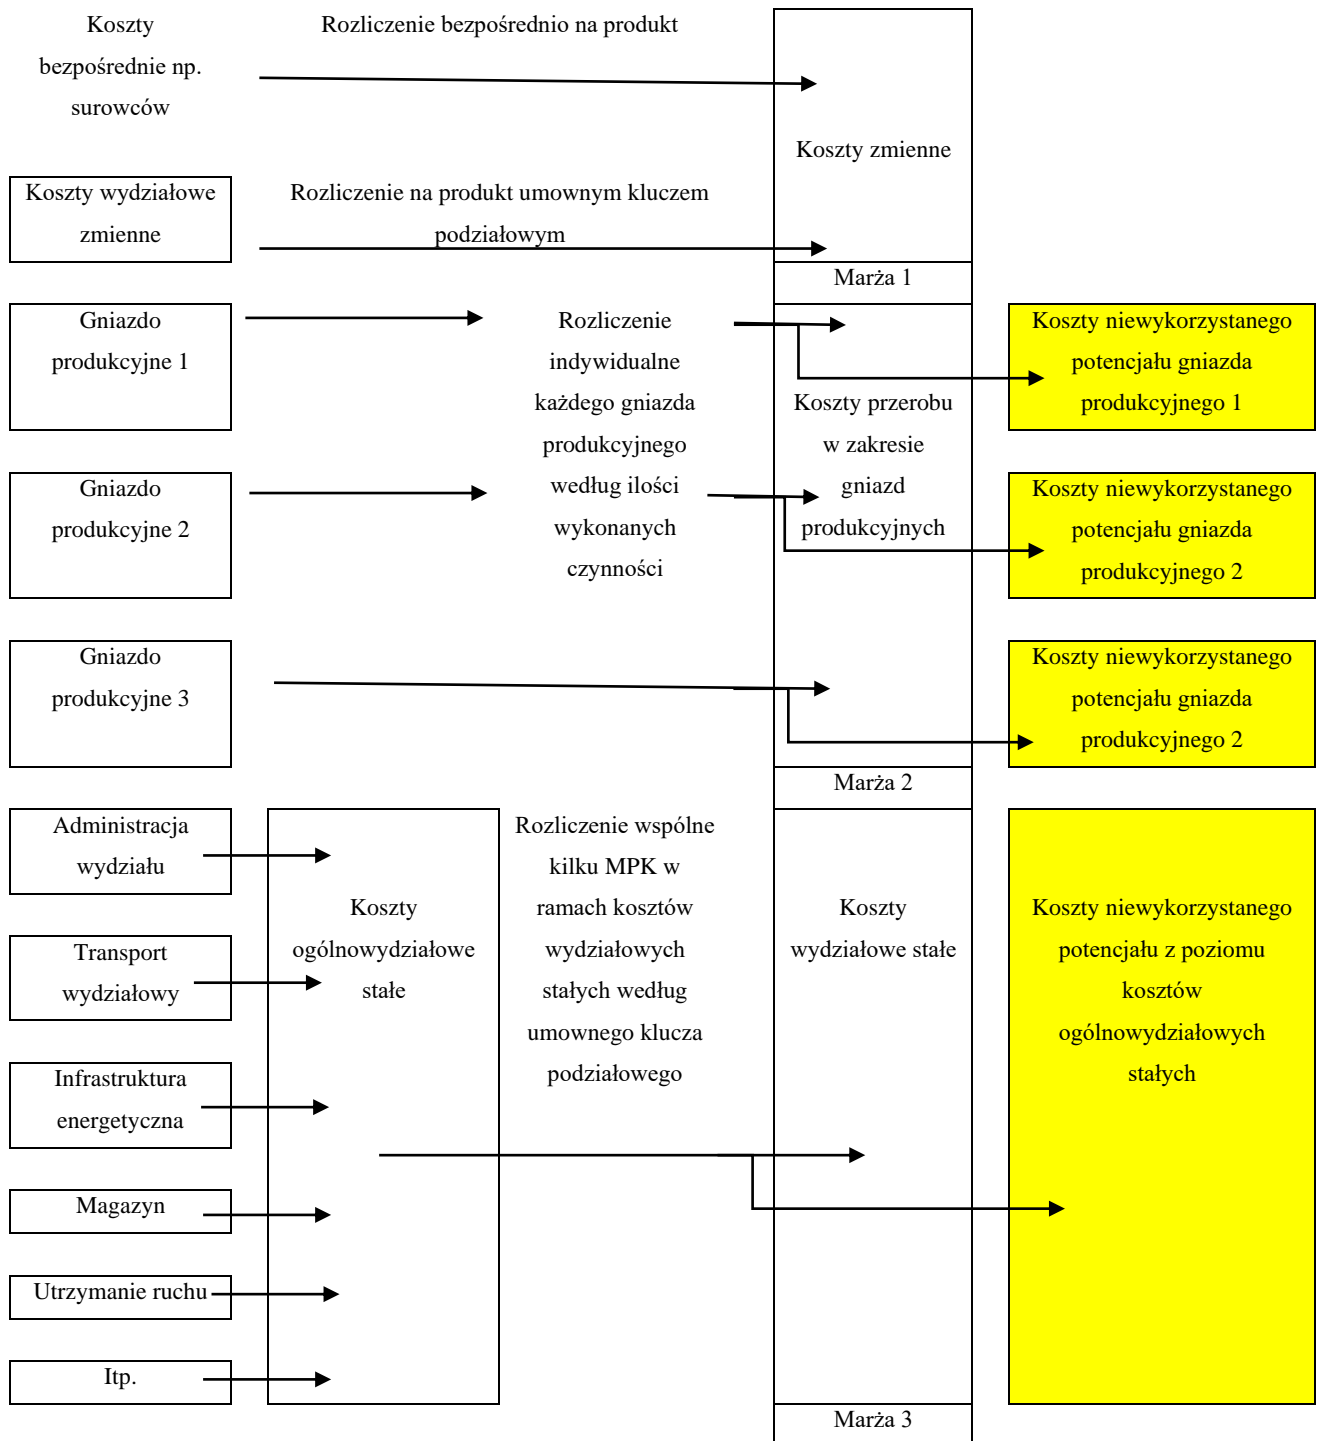 Koszty
bezpośrednie np.
surowców
Rozliczenie bezpośrednio na produkt
Koszty zmienne
Koszty wydziałowe
zmienne
Rozliczenie na produkt umownym kluczem
podziałowym
Marża 1
Gniazdo
produkcyjne 1
Rozliczenie
indywidualne
każdego gniazda
produkcyjnego
według ilości
wykonanych
czynności
Koszty przerobu
w zakresie
gniazd
produkcyjnych
Koszty niewykorzystanego
potencjału gniazda
produkcyjnego 1
Gniazdo
produkcyjne 2
Koszty niewykorzystanego
potencjału gniazda
produkcyjnego 2
Gniazdo
produkcyjne 3
Koszty niewykorzystanego
potencjału gniazda
produkcyjnego 2
Marża 2
Administracja
wydziału
Transport
wydziałowy
Infrastruktura
energetyczna
Magazyn
Utrzymanie ruchu
Itp.
Koszty
ogólnowydziałowe
stałe
Rozliczenie wspólne
kilku MPK w
ramach kosztów
wydziałowych
stałych według
umownego klucza
podziałowego
Koszty
wydziałowe stałe
Koszty niewykorzystanego
potencjału z poziomu
kosztów
ogólnowydziałowych
stałych
Marża 3